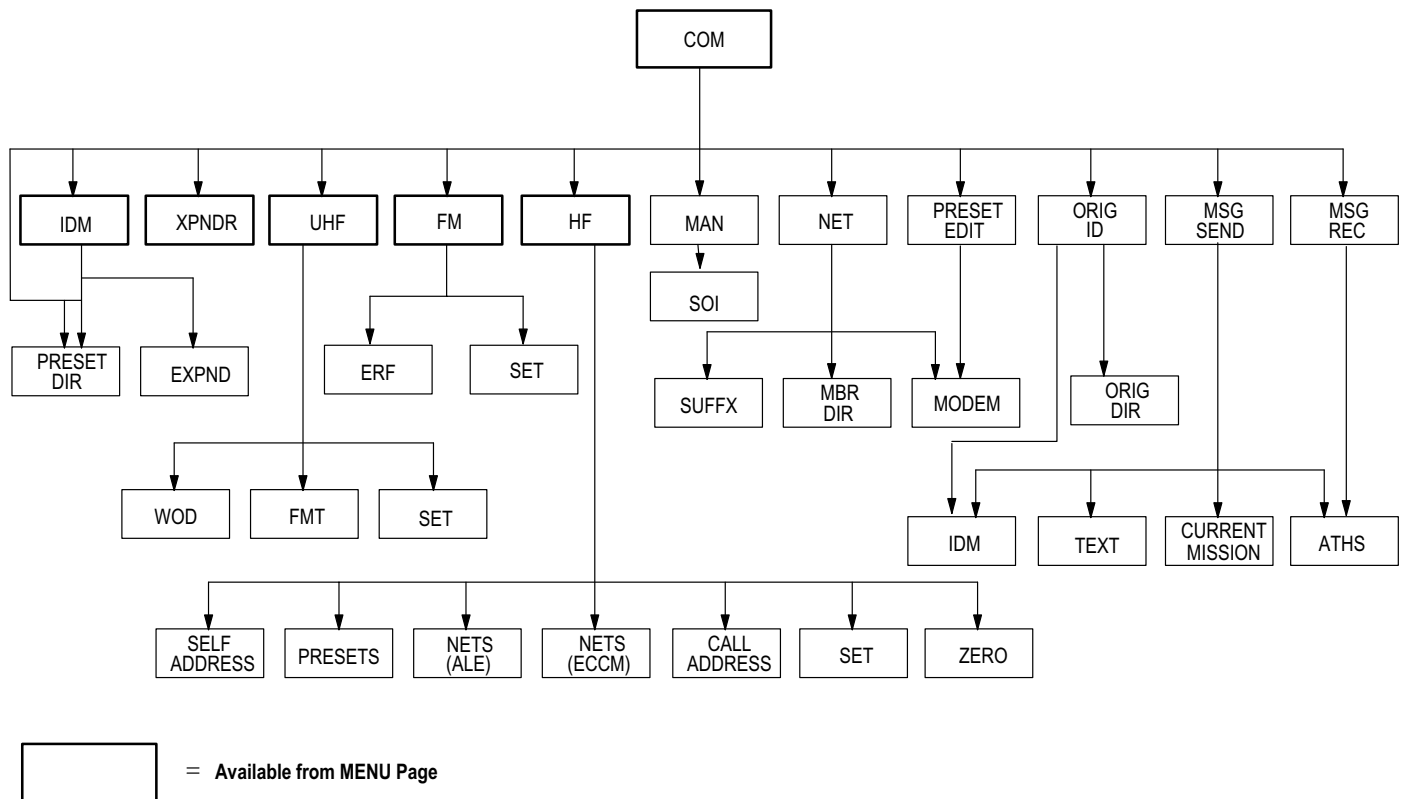 COM
IDM
XPNDR
UHF
FM
HF
MAN
NET
PRESET
EDIT
ORIG
ID
MSG
SEND
MSG
REC
SOI
PRESET
DIR
EXPND
ERF
SET
SUFFX
MBR
DIR
MODEM
ORIG
DIR
WOD
FMT
SET
IDM
TEXT
CURRENT
MISSION
ATHS
SELF
ADDRESS
PRESETS
NETS
(ALE)
NETS
(ECCM)
CALL
ADDRESS
SET
ZERO
= Available from MENU Page